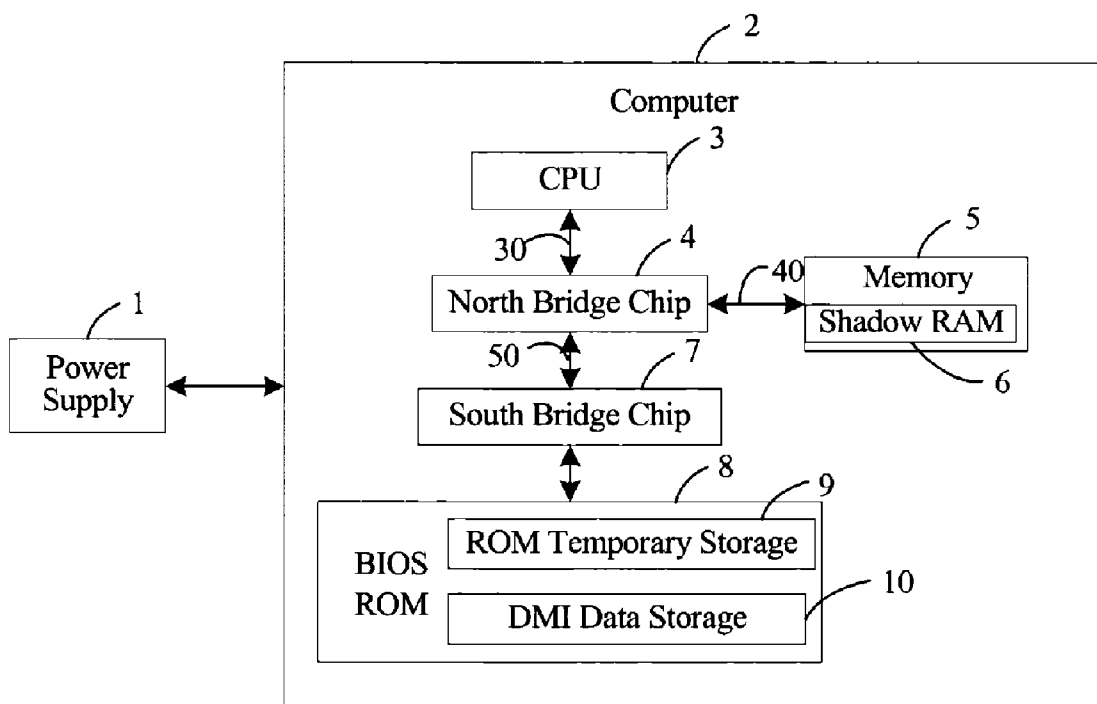 2
Computer
3
CPU
30
4
5
North Bridge Chip
40
Memory
Shadow RAM
6
1
Power
Supply
50
7
South Bridge Chip
8
9
BIOS
ROM
ROM Temporary Storage
10
DMI Data Storage